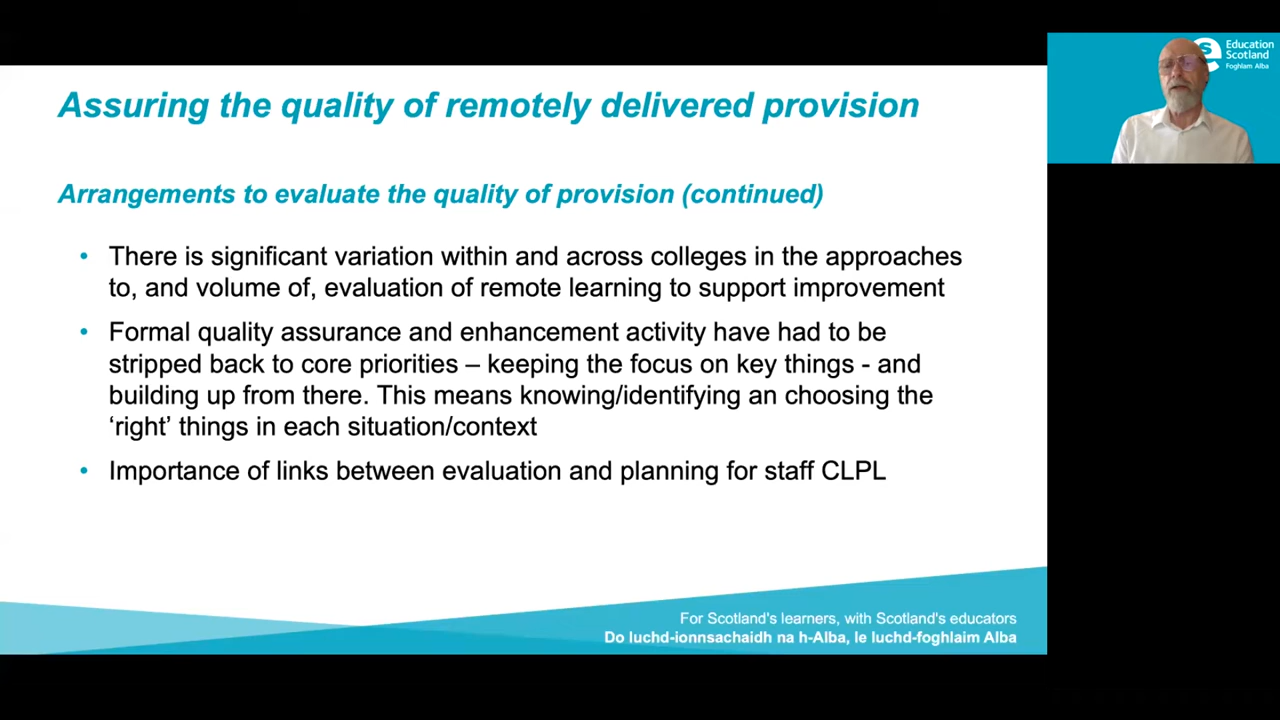 Assuring the quality of remotely delivered provision
Arrangements to evaluate the quality of provision (continued)
• There is significant variation within and across colleges in the approaches
to, and volume of, evaluation of remote learning to support improvement
• Formal quality assurance and enhancement activity have had to be
stripped back to core priorities – keeping the focus on key things - and
building up from there. This means knowing/identifying an choosing the
‘right’ things in each situation/context
• Importance of links between evaluation and planning for staff CLPL
For Scotland's learners, with Scotland's educators
Do luchd-ionnsachaidh na h-Alba, le luchd-foghlaim Alba
Education
Scotland
Foghlam Alba